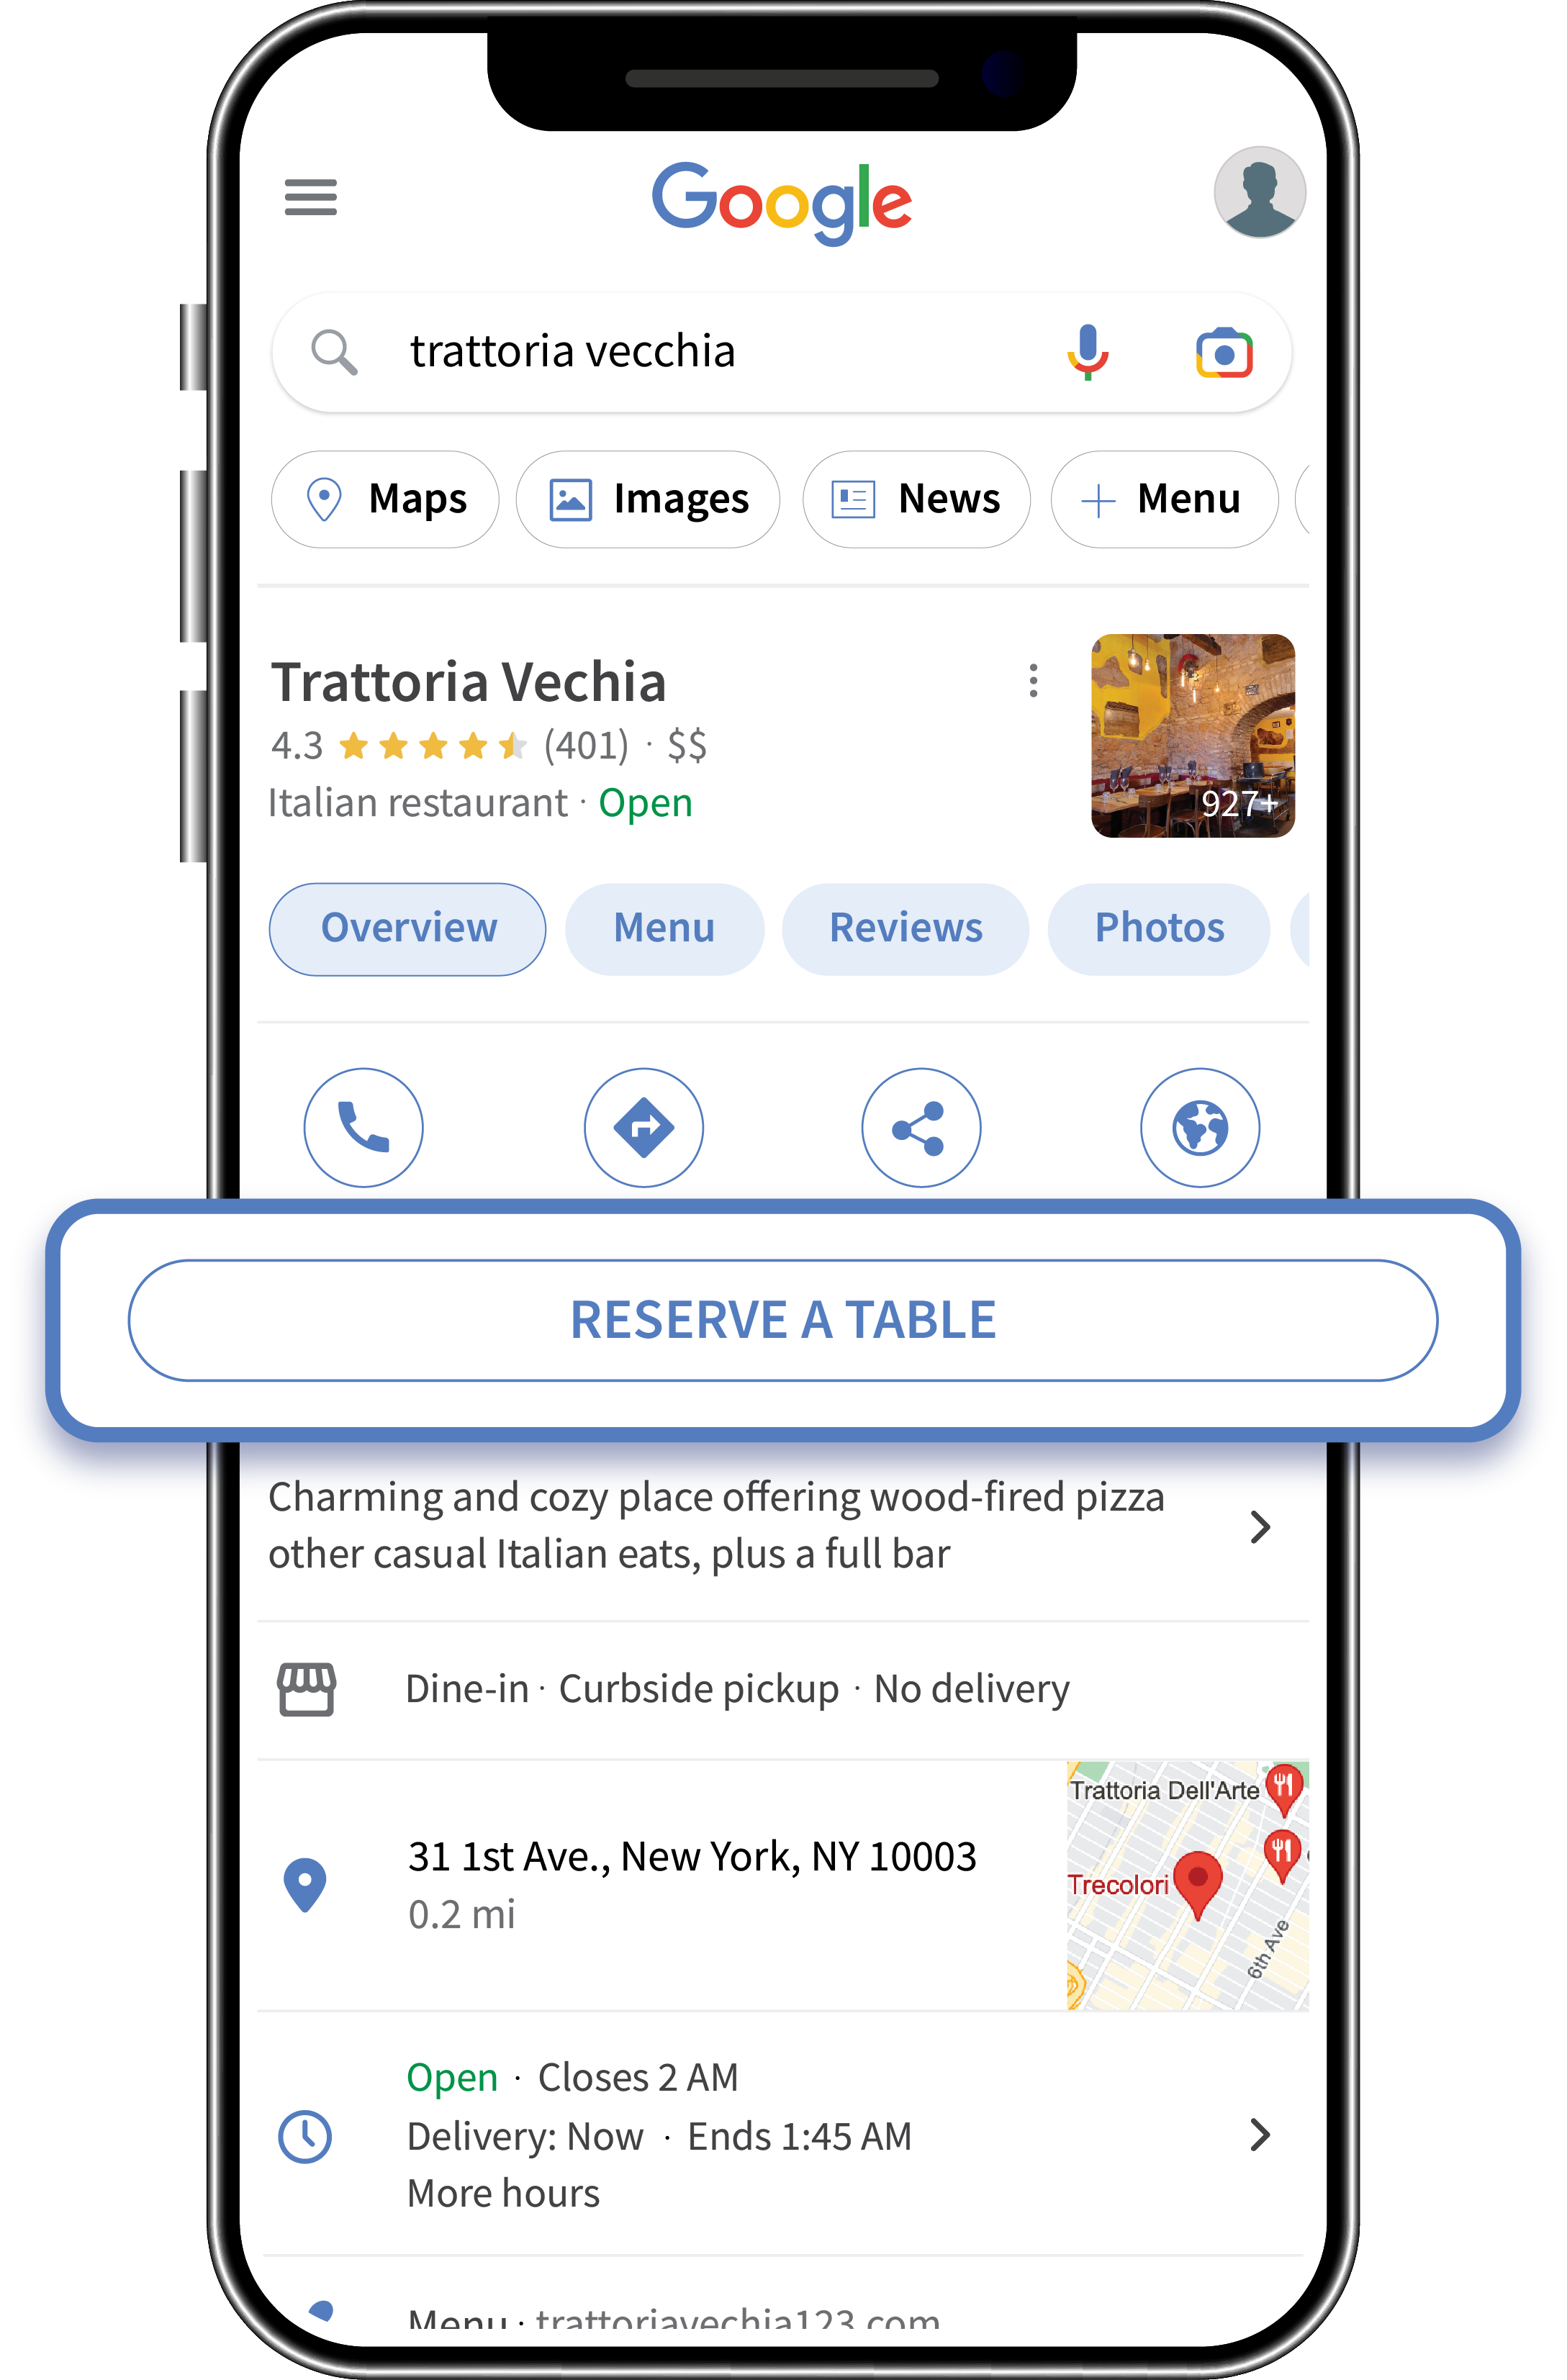 Google
trattoria vecchia
Maps
Images
News
Menu
Trattoria Vechia
4.3 (401) · $$
Italian restaurant · Open
927+
Overview
Menu
Reviews
Photos
RESERVE A TABLE
Charming and cozy place offering wood-fired pizza
other casual Italian eats, plus a full bar
Dine-in · Curbside pickup · No delivery
31 1st Ave., New York, NY 10003
0.2 mi
Trattoria Dell'Arte
Trecolori
6th Ave
Open · Closes 2 AM
Delivery: Now · Ends 1:45 AM
More hours
Menu · trattoriavechia123.com